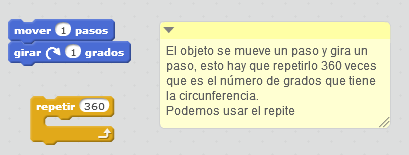 mover 1 pasos
girar 1 grados
repetir 360
El objeto se mueve un paso y gira un
paso, esto hay que repetirlo 360 veces
que es el número de grados que tiene
la circunferencia.
Podemos usar el repite